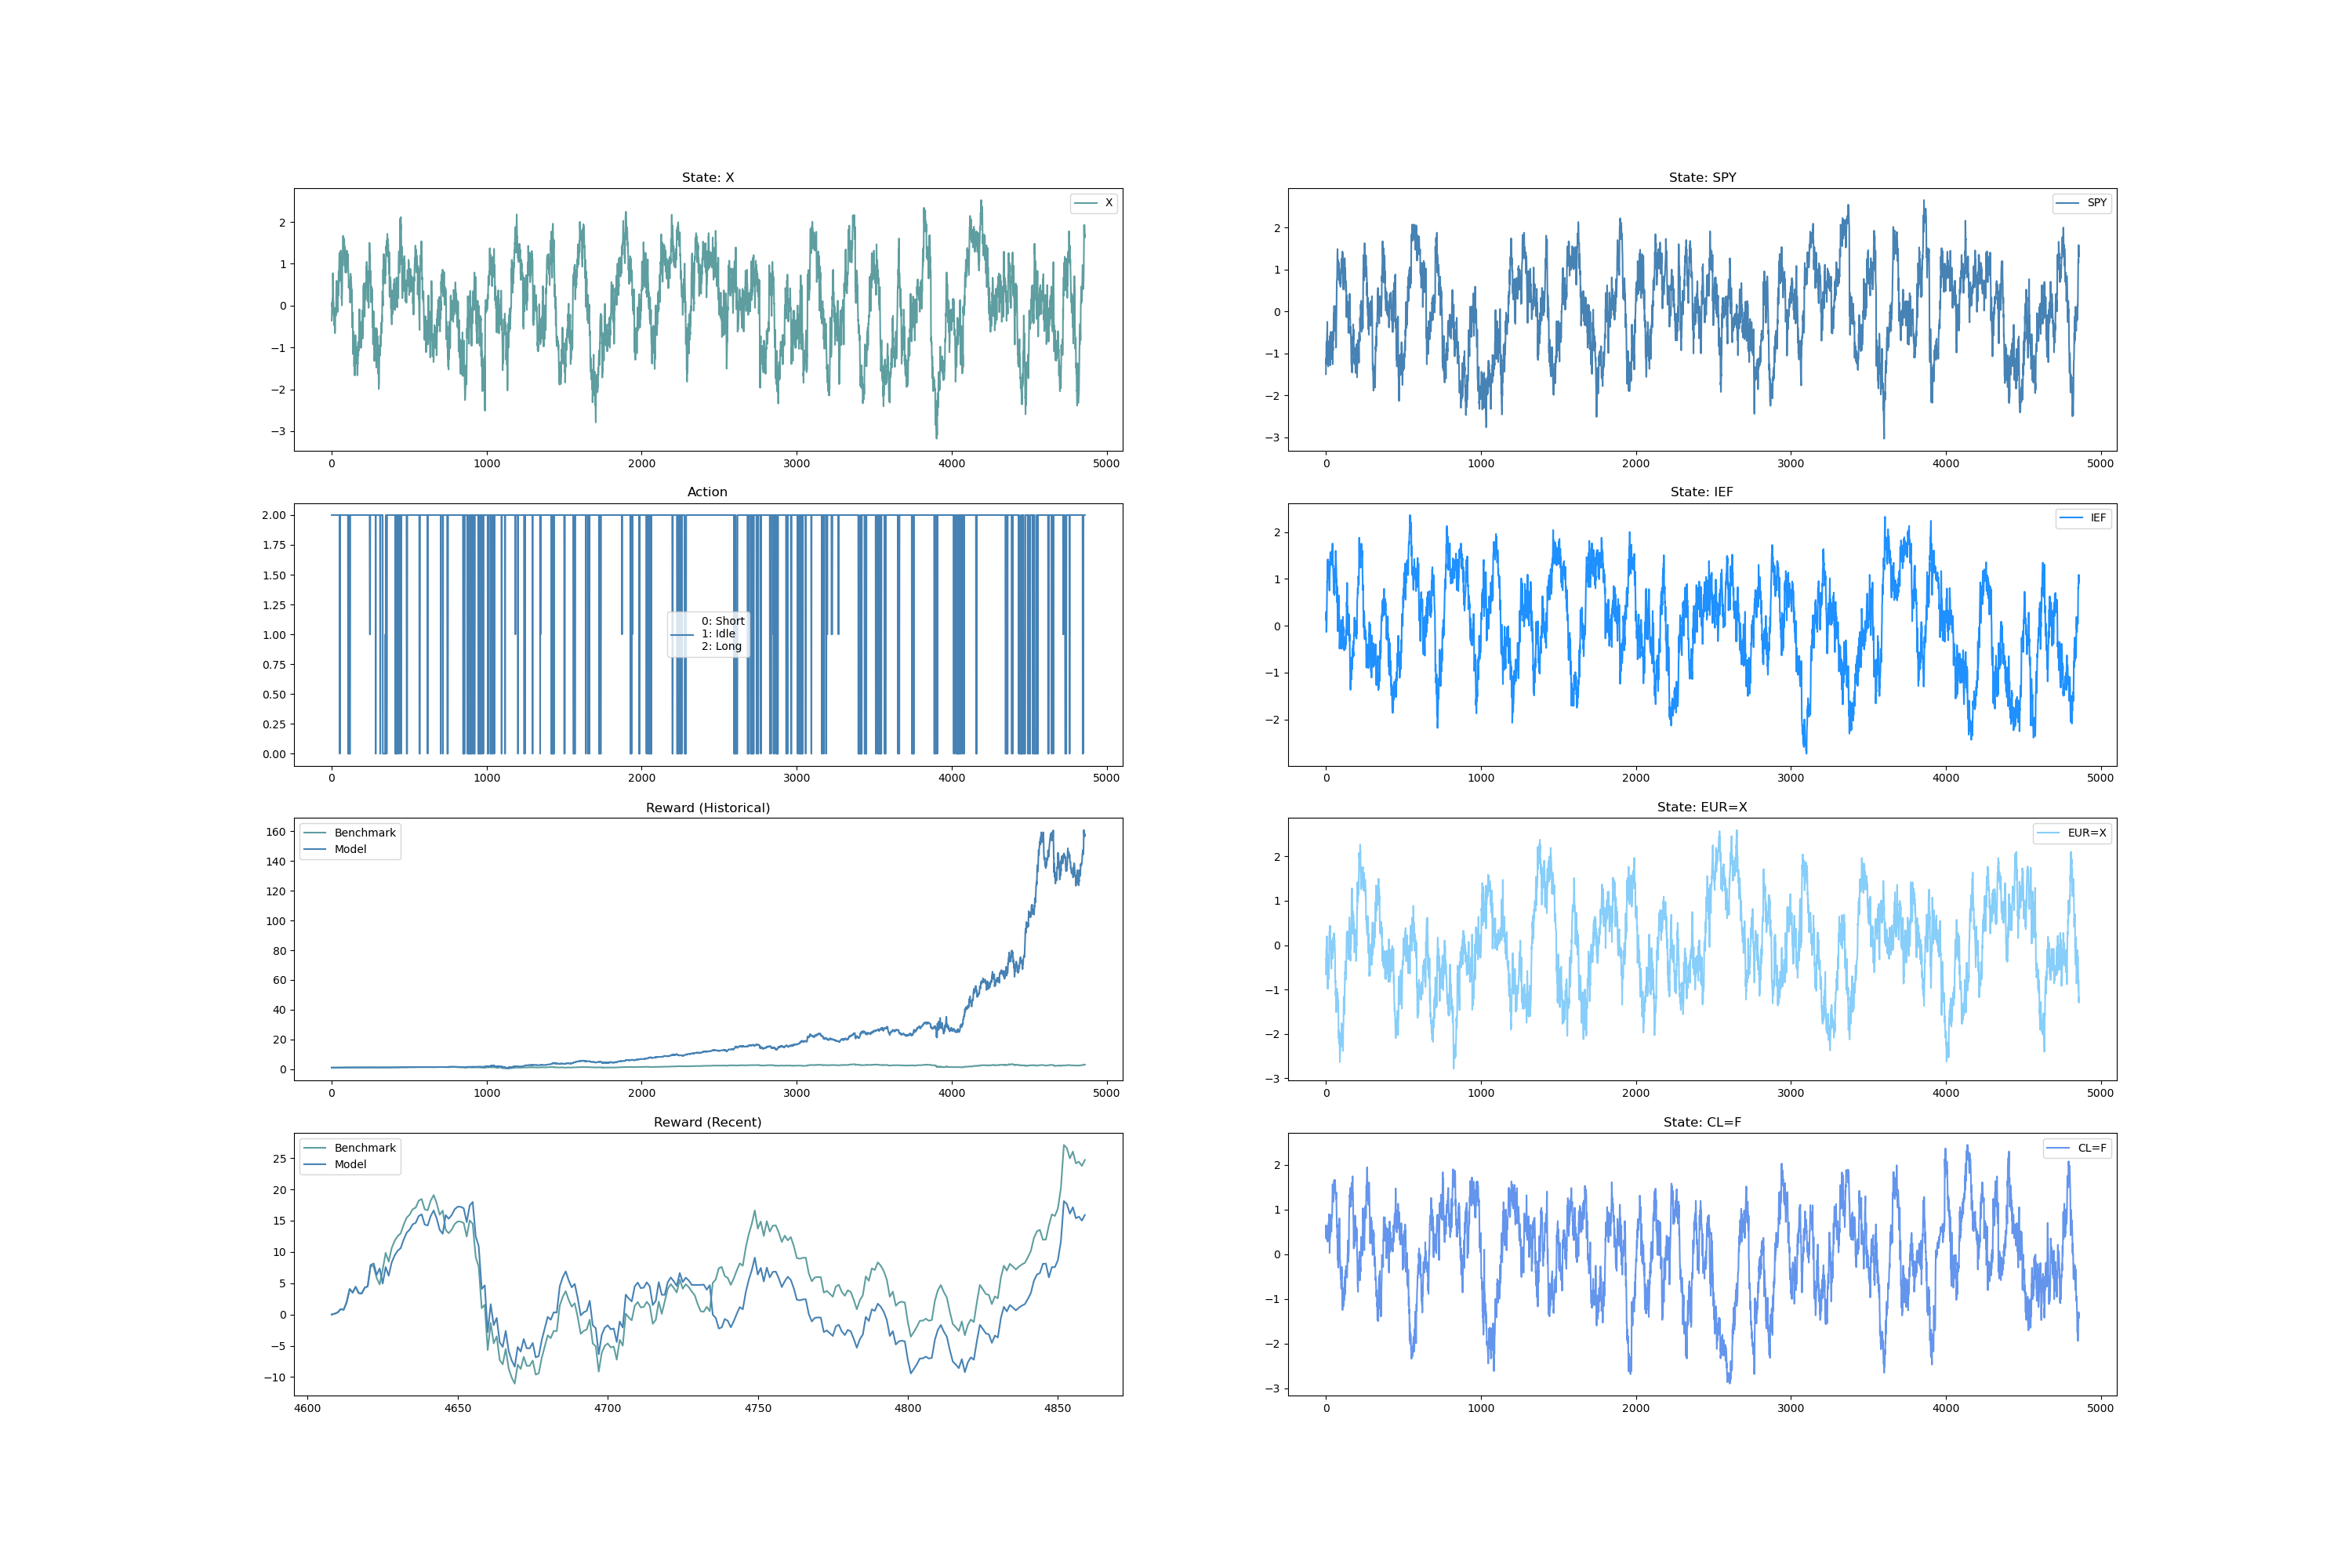 State: X
X
2
1
0
−1
−2
−3
0 1000 2000 3000 4000 5000
State: SPY
SPY
2
1
0
−1
−2
−3
0 1000 2000 3000 4000 5000
Action
2.00
1.75
1.50
1.25
1.00
0.75
0.50
0.25
0.00
0: Short
1: Idle
2: Long
0 1000 2000 3000 4000 5000
State: IEF
IEF
2
1
0
−1
−2
0 1000 2000 3000 4000 5000
Reward (Historical)
Benchmark
Model
160
140
120
100
80
60
40
20
0
0 1000 2000 3000 4000 5000
State: EUR=X
EUR=X
2
1
0
−1
−2
−3
0 1000 2000 3000 4000 5000
Reward (Recent)
Benchmark
Model
25
20
15
10
5
0
−5
−10
4600 4650 4700 4750 4800 4850
State: CL=F
CL=F
2
1
0
−1
−2
−3
0 1000 2000 3000 4000 5000